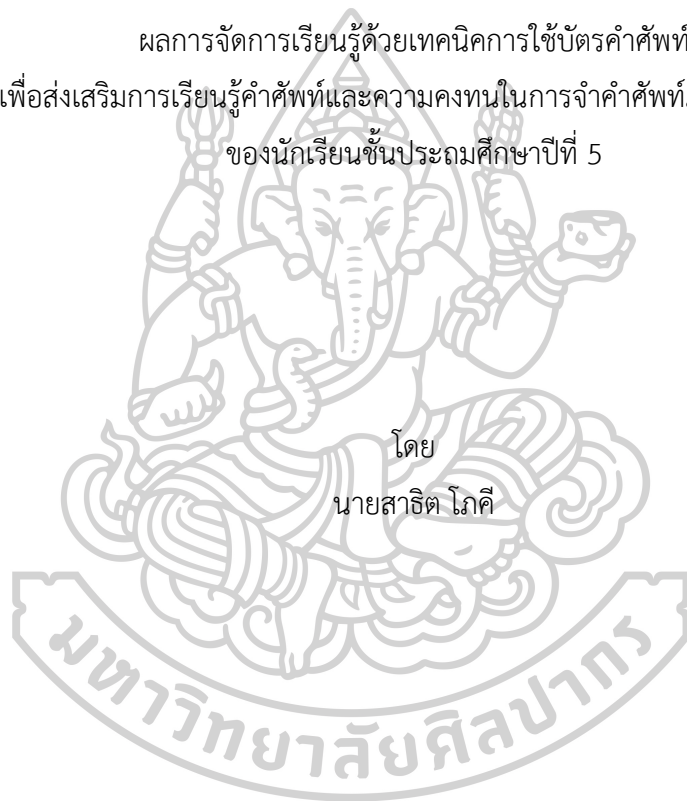 ผลการจัดการเรียนรู้ด้วยเทคนิคการใช้บัตรคำศัพท์
เพื่อส่งเสริมการเรียนรู้คำศัพท์และความคงทนในการจำคำศัพท์
ของนักเรียนชั้นประถมศึกษาปีที่ 5
โดย
นายสาธิต โภคี
มหาวิทยาลัยศิลปากร